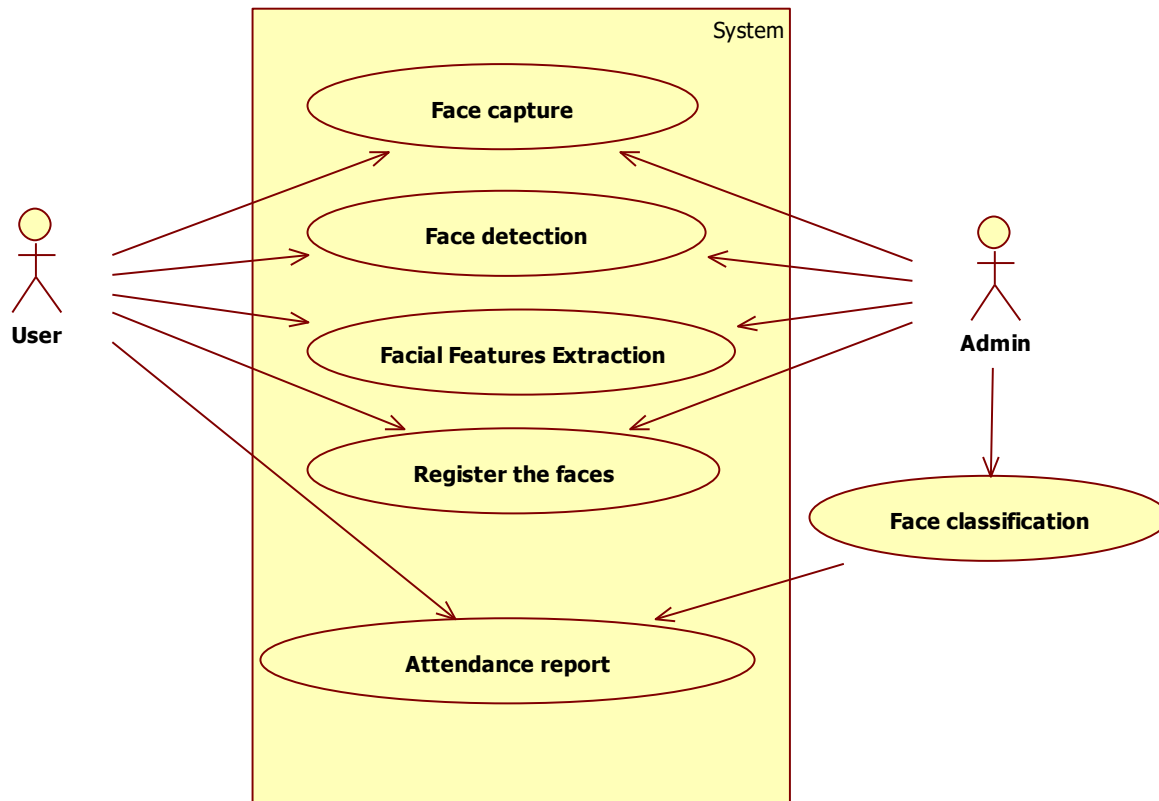 System
Face capture
Face detection
User
Admin
Facial Features Extraction
Register the faces
Face classification
Attendance report